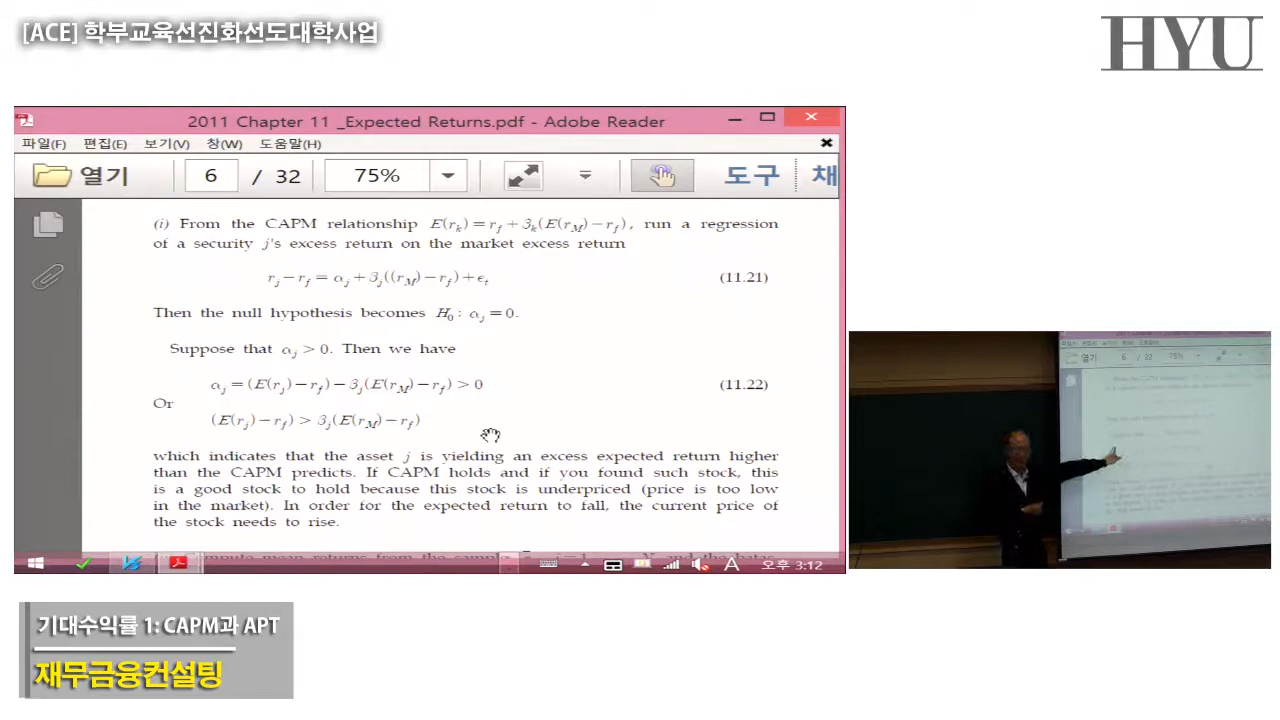 [ACE] 학부교육선진화선도대학사업
HYU
2011 Chapter 11 _Expected Returns.pdf - Adobe Reader
파일(F) 편집(E) 보기(V) 창(W) 도움말(H)
열기 6 / 32 75% 도구 채
(i) From the CAPM relationship E(r_k) = r_f + β_k(E(r_M) − r_f), run a regression
of a security j's excess return on the market excess return
r_j − r_f = α_j + β_j((r_M) − r_f) + ϵ_t (11.21)
Then the null hypothesis becomes H_0: α_j = 0.
Suppose that α_j > 0. Then we have
α_j = (E(r_j) − r_f) − β_j(E(r_M) − r_f) > 0 (11.22)
Or
(E(r_j) − r_f) > β_j(E(r_M) − r_f)
which indicates that the asset j is yielding an excess expected return higher
than the CAPM predicts. If CAPM holds and if you found such stock, this
is a good stock to hold because this stock is underpriced (price is too low
in the market). In order for the expected return to fall, the current price of
the stock needs to rise.
A 오후 3:12
열기 6 / 32 75%
기대수익률 1: CAPM과 APT
재무금융컨설팅